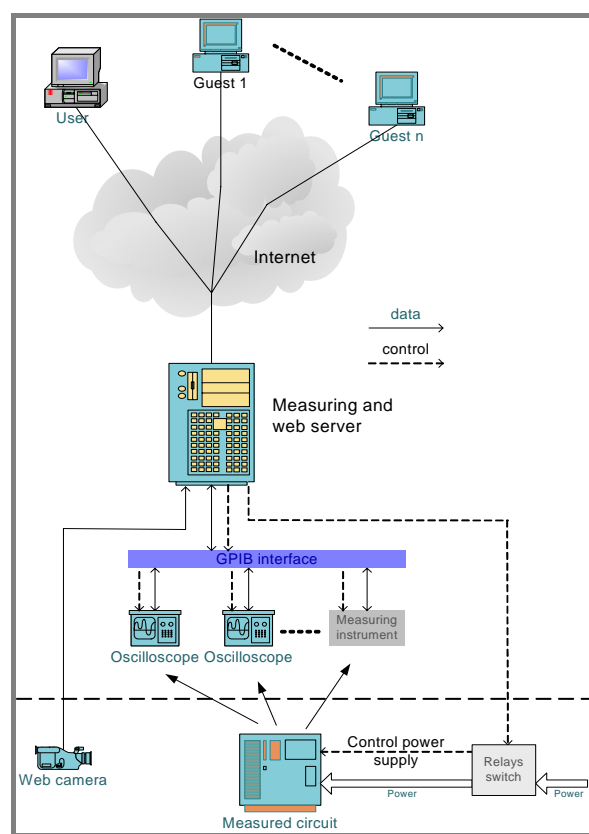 Guest 1
User
Guest n
Internet
data
control
Measuring and
web server
GPIB interface
Measuring
instrument
Oscilloscope
Oscilloscope
Control power
supply
Relays
switch
Web camera
Power
Power
Measured circuit